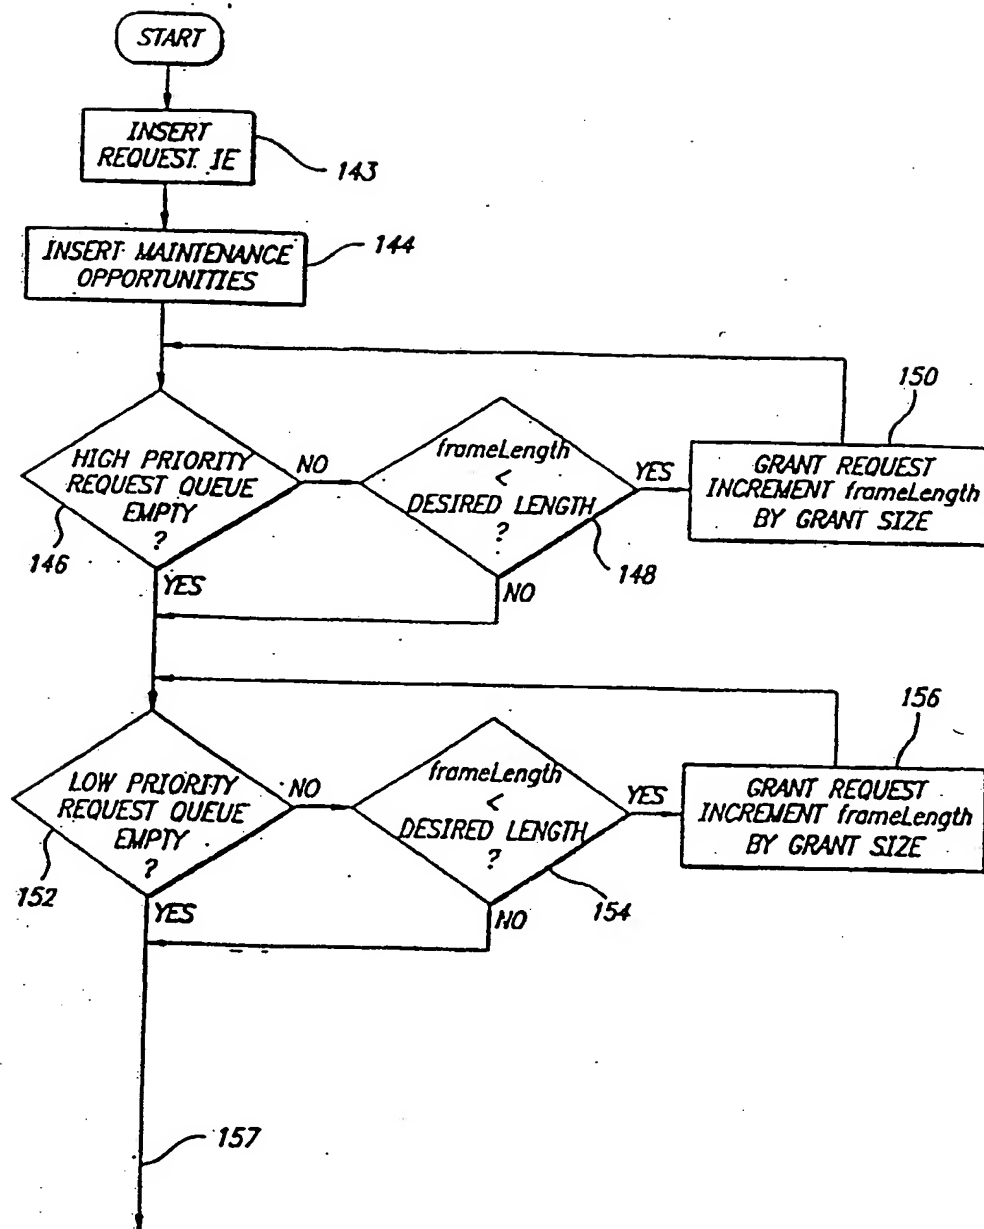 START
INSERT
REQUEST IE
143
INSERT MAINTENANCE
OPPORTUNITIES
144
HIGH PRIORITY
REQUEST QUEUE
EMPTY
?
146
NO
YES
frameLength
<
DESIRED LENGTH
?
148
YES
NO
150
GRANT REQUEST
INCREMENT frameLength
BY GRANT SIZE
LOW PRIORITY
REQUEST QUEUE
EMPTY
?
152
NO
YES
frameLength
<
DESIRED LENGTH
?
154
YES
NO
156
GRANT REQUEST
INCREMENT frameLength
BY GRANT SIZE
157